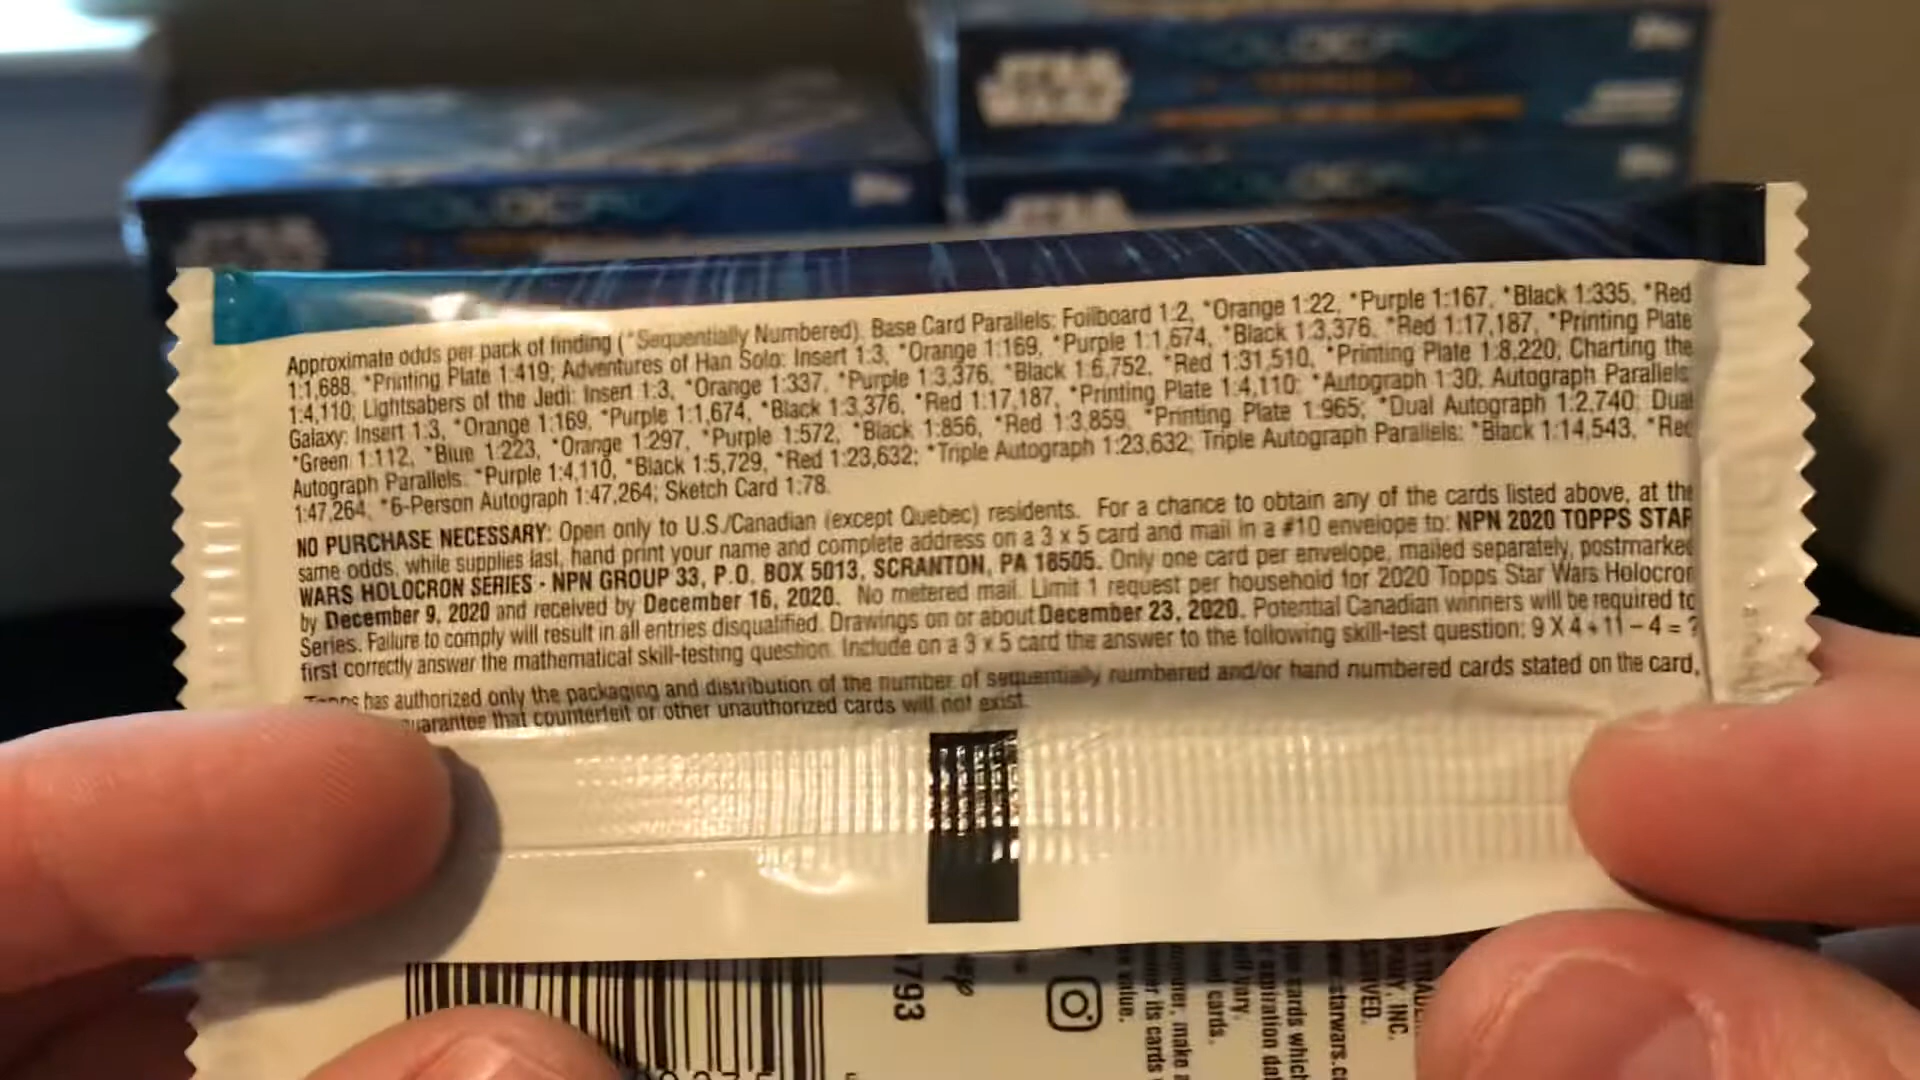 STAR WARS
Approximate odds per pack of finding (*Sequentially Numbered). Base Card Parallels: Foilboard 1:2, *Orange 1:22, *Purple 1:167, *Black 1:335, *Red
1:1,688, *Printing Plate 1:419; Adventures of Han Solo: Insert 1:3, *Orange 1:169, *Purple 1:1,674, *Black 1:3,376, *Red 1:17,187, *Printing Plate
1:4,110; Lightsabers of the Jedi: Insert 1:3, *Orange 1:337, *Purple 1:3,376, *Black 1:6,752, *Red 1:31,510, *Printing Plate 1:8,220; Charting the
Galaxy: Insert 1:3, *Orange 1:169, *Purple 1:1,674, *Black 1:3,376, *Red 1:17,187, *Printing Plate 1:4,110; *Autograph 1:30; Autograph Parallels:
*Green 1:112, *Blue 1:223, *Orange 1:297, *Purple 1:572, *Black 1:856, *Red 1:3,859, *Printing Plate 1:965; *Dual Autograph 1:2,740; Dual
Autograph Parallels: *Purple 1:4,110, *Black 1:5,729, *Red 1:23,632; *Triple Autograph 1:23,632; Triple Autograph Parallels: *Black 1:14,543, *Red
1:47,264; *6-Person Autograph 1:47,264; Sketch Card 1:78.
NO PURCHASE NECESSARY: Open only to U.S./Canadian (except Quebec) residents. For a chance to obtain any of the cards listed above, at the
same odds, while supplies last, hand print your name and complete address on a 3 x 5 card and mail in a #10 envelope to: NPN 2020 TOPPS STAR
WARS HOLOCRON SERIES - NPN GROUP 33, P.O. BOX 5013, SCRANTON, PA 18505. Only one card per envelope, mailed separately, postmarked
by December 9, 2020 and received by December 16, 2020. No metered mail. Limit 1 request per household for 2020 Topps Star Wars Holocron
Series. Failure to comply will result in all entries disqualified. Drawings on or about December 23, 2020. Potential Canadian winners will be required to
first correctly answer the mathematical skill-testing question. Include on a 3 x 5 card the answer to the following skill-test question: 9 X 4 + 11 – 4 = ?
Topps has authorized only the packaging and distribution of the number of sequentially numbered and/or hand numbered cards stated on the card,
guarantee that counterfeit or other unauthorized cards will not exist.
793
value.
cards which
starwars.c
INC.